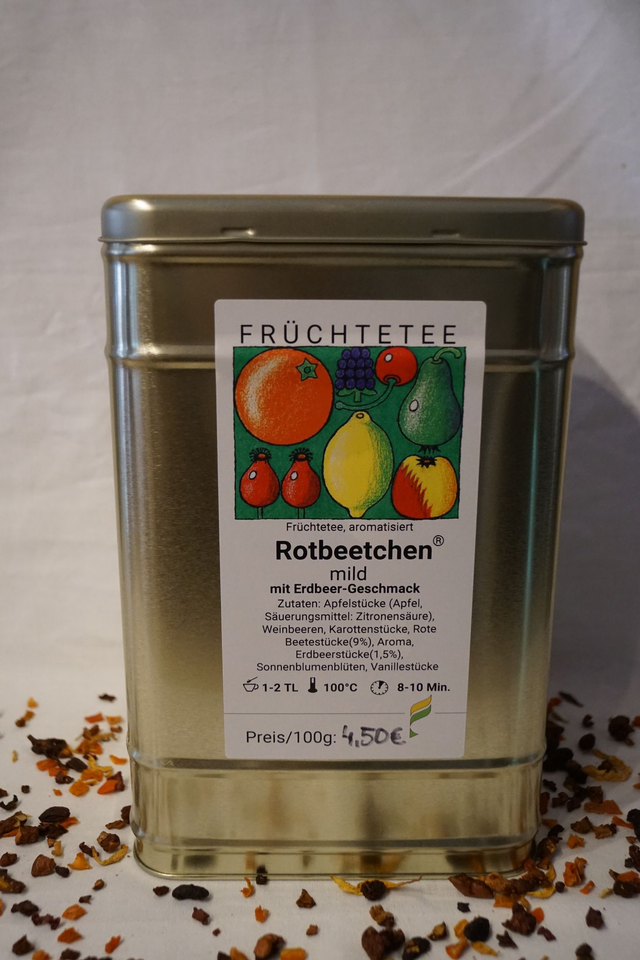 FRÜCHTETEE
Früchtetee, aromatisiert
Rotbeetchen®
mild
mit Erdbeer-Geschmack
Zutaten: Apfelstücke (Apfel,
Säuerungsmittel: Zitronensäure),
Weinbeeren, Karottenstücke, Rote
Beetestücke(9%), Aroma,
Erdbeerstücke(1,5%),
Sonnenblumenblüten, Vanillestücke
1-2 TL 100°C 8-10 Min.
Preis/100g: 4,50€